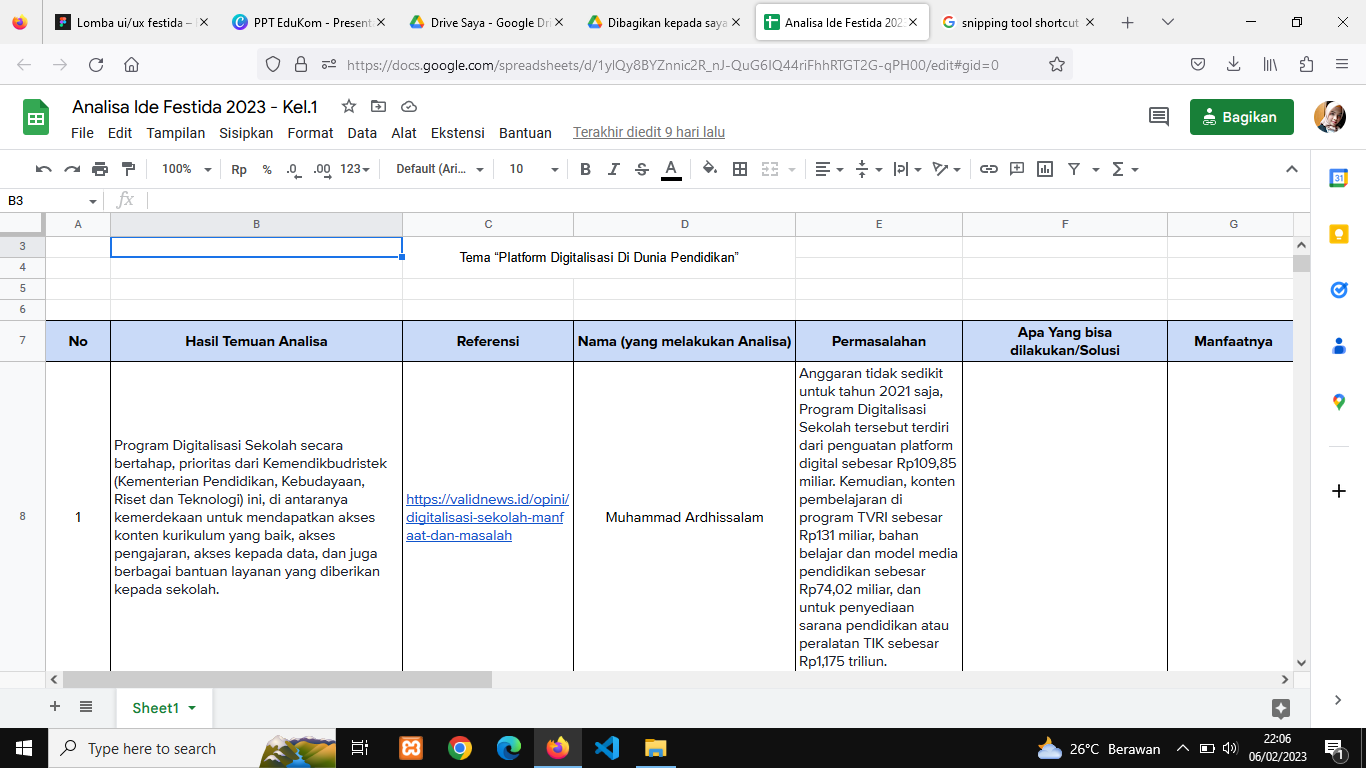 Lomba ui/ux festida –
PPT EduKom - Present
Drive Saya - Google Dri
Dibagikan kepada saya
Analisa Ide Festida 202
snipping tool shortcut
https://docs.google.com/spreadsheets/d/1ylQy8BYZnnic2R_nJ-QuG6IQ44riFhhRTGT2G-qPH00/edit#gid=0
Analisa Ide Festida 2023 - Kel.1
File Edit Tampilan Sisipkan Format Data Alat Ekstensi Bantuan Terakhir diedit 9 hari lalu
Bagikan
100% Rp % .0 .00 123 Default (Ari... 10 B I S A
31
B3 fx
A B C D E F G
3
4
Tema “Platform Digitalisasi Di Dunia Pendidikan”
5
6
7
No
Hasil Temuan Analisa
Referensi
Nama (yang melakukan Analisa)
Permasalahan
Apa Yang bisa
dilakukan/Solusi
Manfaatnya
8
1
Program Digitalisasi Sekolah secara
bertahap, prioritas dari Kemendikbudristek
(Kementerian Pendidikan, Kebudayaan,
Riset dan Teknologi) ini, di antaranya
kemerdekaan untuk mendapatkan akses
konten kurikulum yang baik, akses
pengajaran, akses kepada data, dan juga
berbagai bantuan layanan yang diberikan
kepada sekolah.
https://validnews.id/opini/
digitalisasi-sekolah-manf
aat-dan-masalah
Muhammad Ardhissalam
Anggaran tidak sedikit
untuk tahun 2021 saja,
Program Digitalisasi
Sekolah tersebut terdiri
dari penguatan platform
digital sebesar Rp109,85
miliar. Kemudian, konten
pembelajaran di
program TVRI sebesar
Rp131 miliar, bahan
belajar dan model media
pendidikan sebesar
Rp74,02 miliar, dan
untuk penyediaan
sarana pendidikan atau
peralatan TIK sebesar
Rp1,175 triliun.
Sheet1
Type here to search
26°C Berawan
22:06
06/02/2023
1